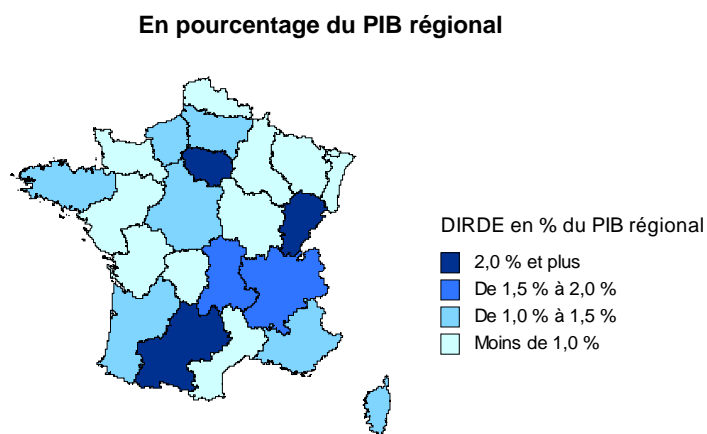 En pourcentage du PIB régional
DIRDE en % du PIB régional
2,0 % et plus
De 1,5 % à 2,0 %
De 1,0 % à 1,5 %
Moins de 1,0 %